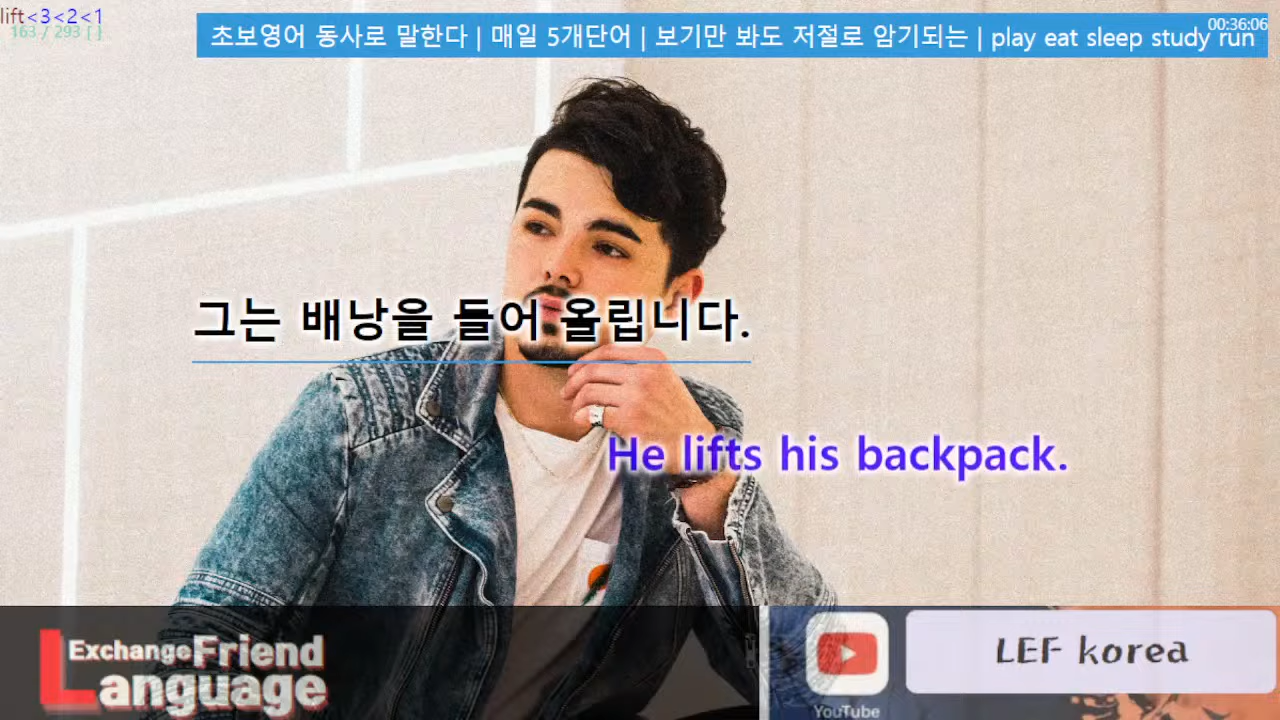 lift<3<2<1
163 / 293 [ }
00:36:06
초보영어 동사로 말한다 | 매일 5개단어 | 보기만 봐도 저절로 암기되는 | play eat sleep study run
그는 배낭을 들어 올립니다.
He lifts his backpack.
Exchange Friend
Language
YouTube
LEF korea